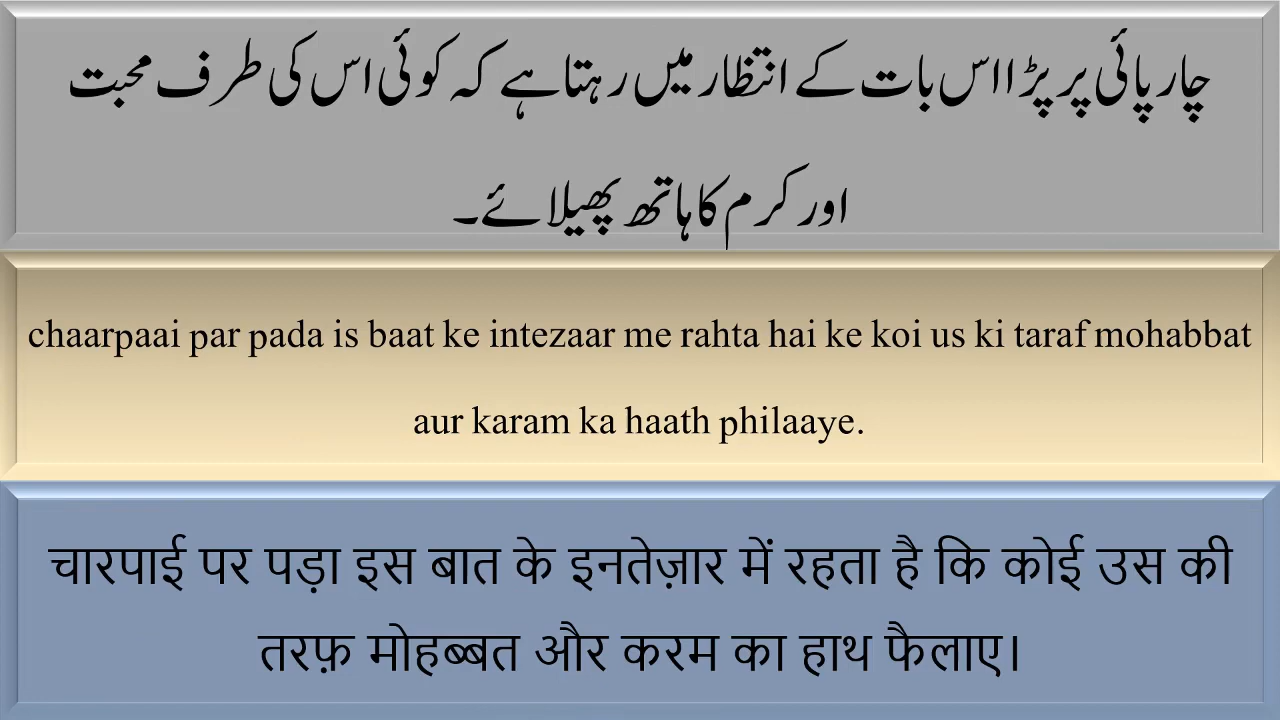 چارپائی پر پڑا اس بات کے انتظار میں رہتا ہے کہ کوئی اس کی طرف محبت
اور کرم کا ہاتھ پھیلائے۔
chaarpaai par pada is baat ke intezaar me rahta hai ke koi us ki taraf mohabbat
aur karam ka haath philaaye.
चारपाई पर पड़ा इस बात के इनतेज़ार में रहता है कि कोई उस की
तरफ़ मोहब्बत और करम का हाथ फैलाए।